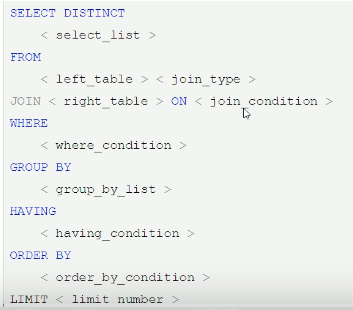 SELECT DISTINCT
< select_list >
FROM
< left_table > < join_type >
JOIN < right_table > ON < join_condition >
WHERE
< where_condition >
GROUP BY
< group_by_list >
HAVING
< having_condition >
ORDER BY
< order_by_condition >
LIMIT < limit number >